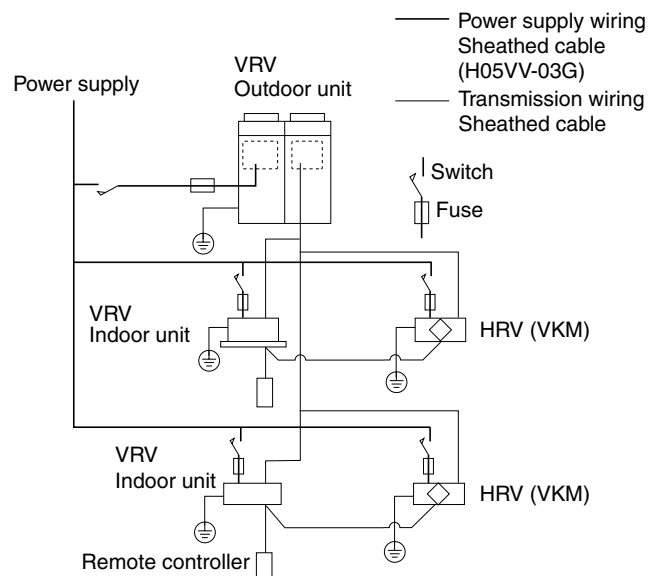 Power supply wiring
Sheathed cable
(H05VV-03G)
Transmission wiring
Sheathed cable
VRV
Outdoor unit
Power supply
Switch
Fuse
VRV
Indoor unit
HRV (VKM)
VRV
Indoor unit
HRV (VKM)
Remote controller